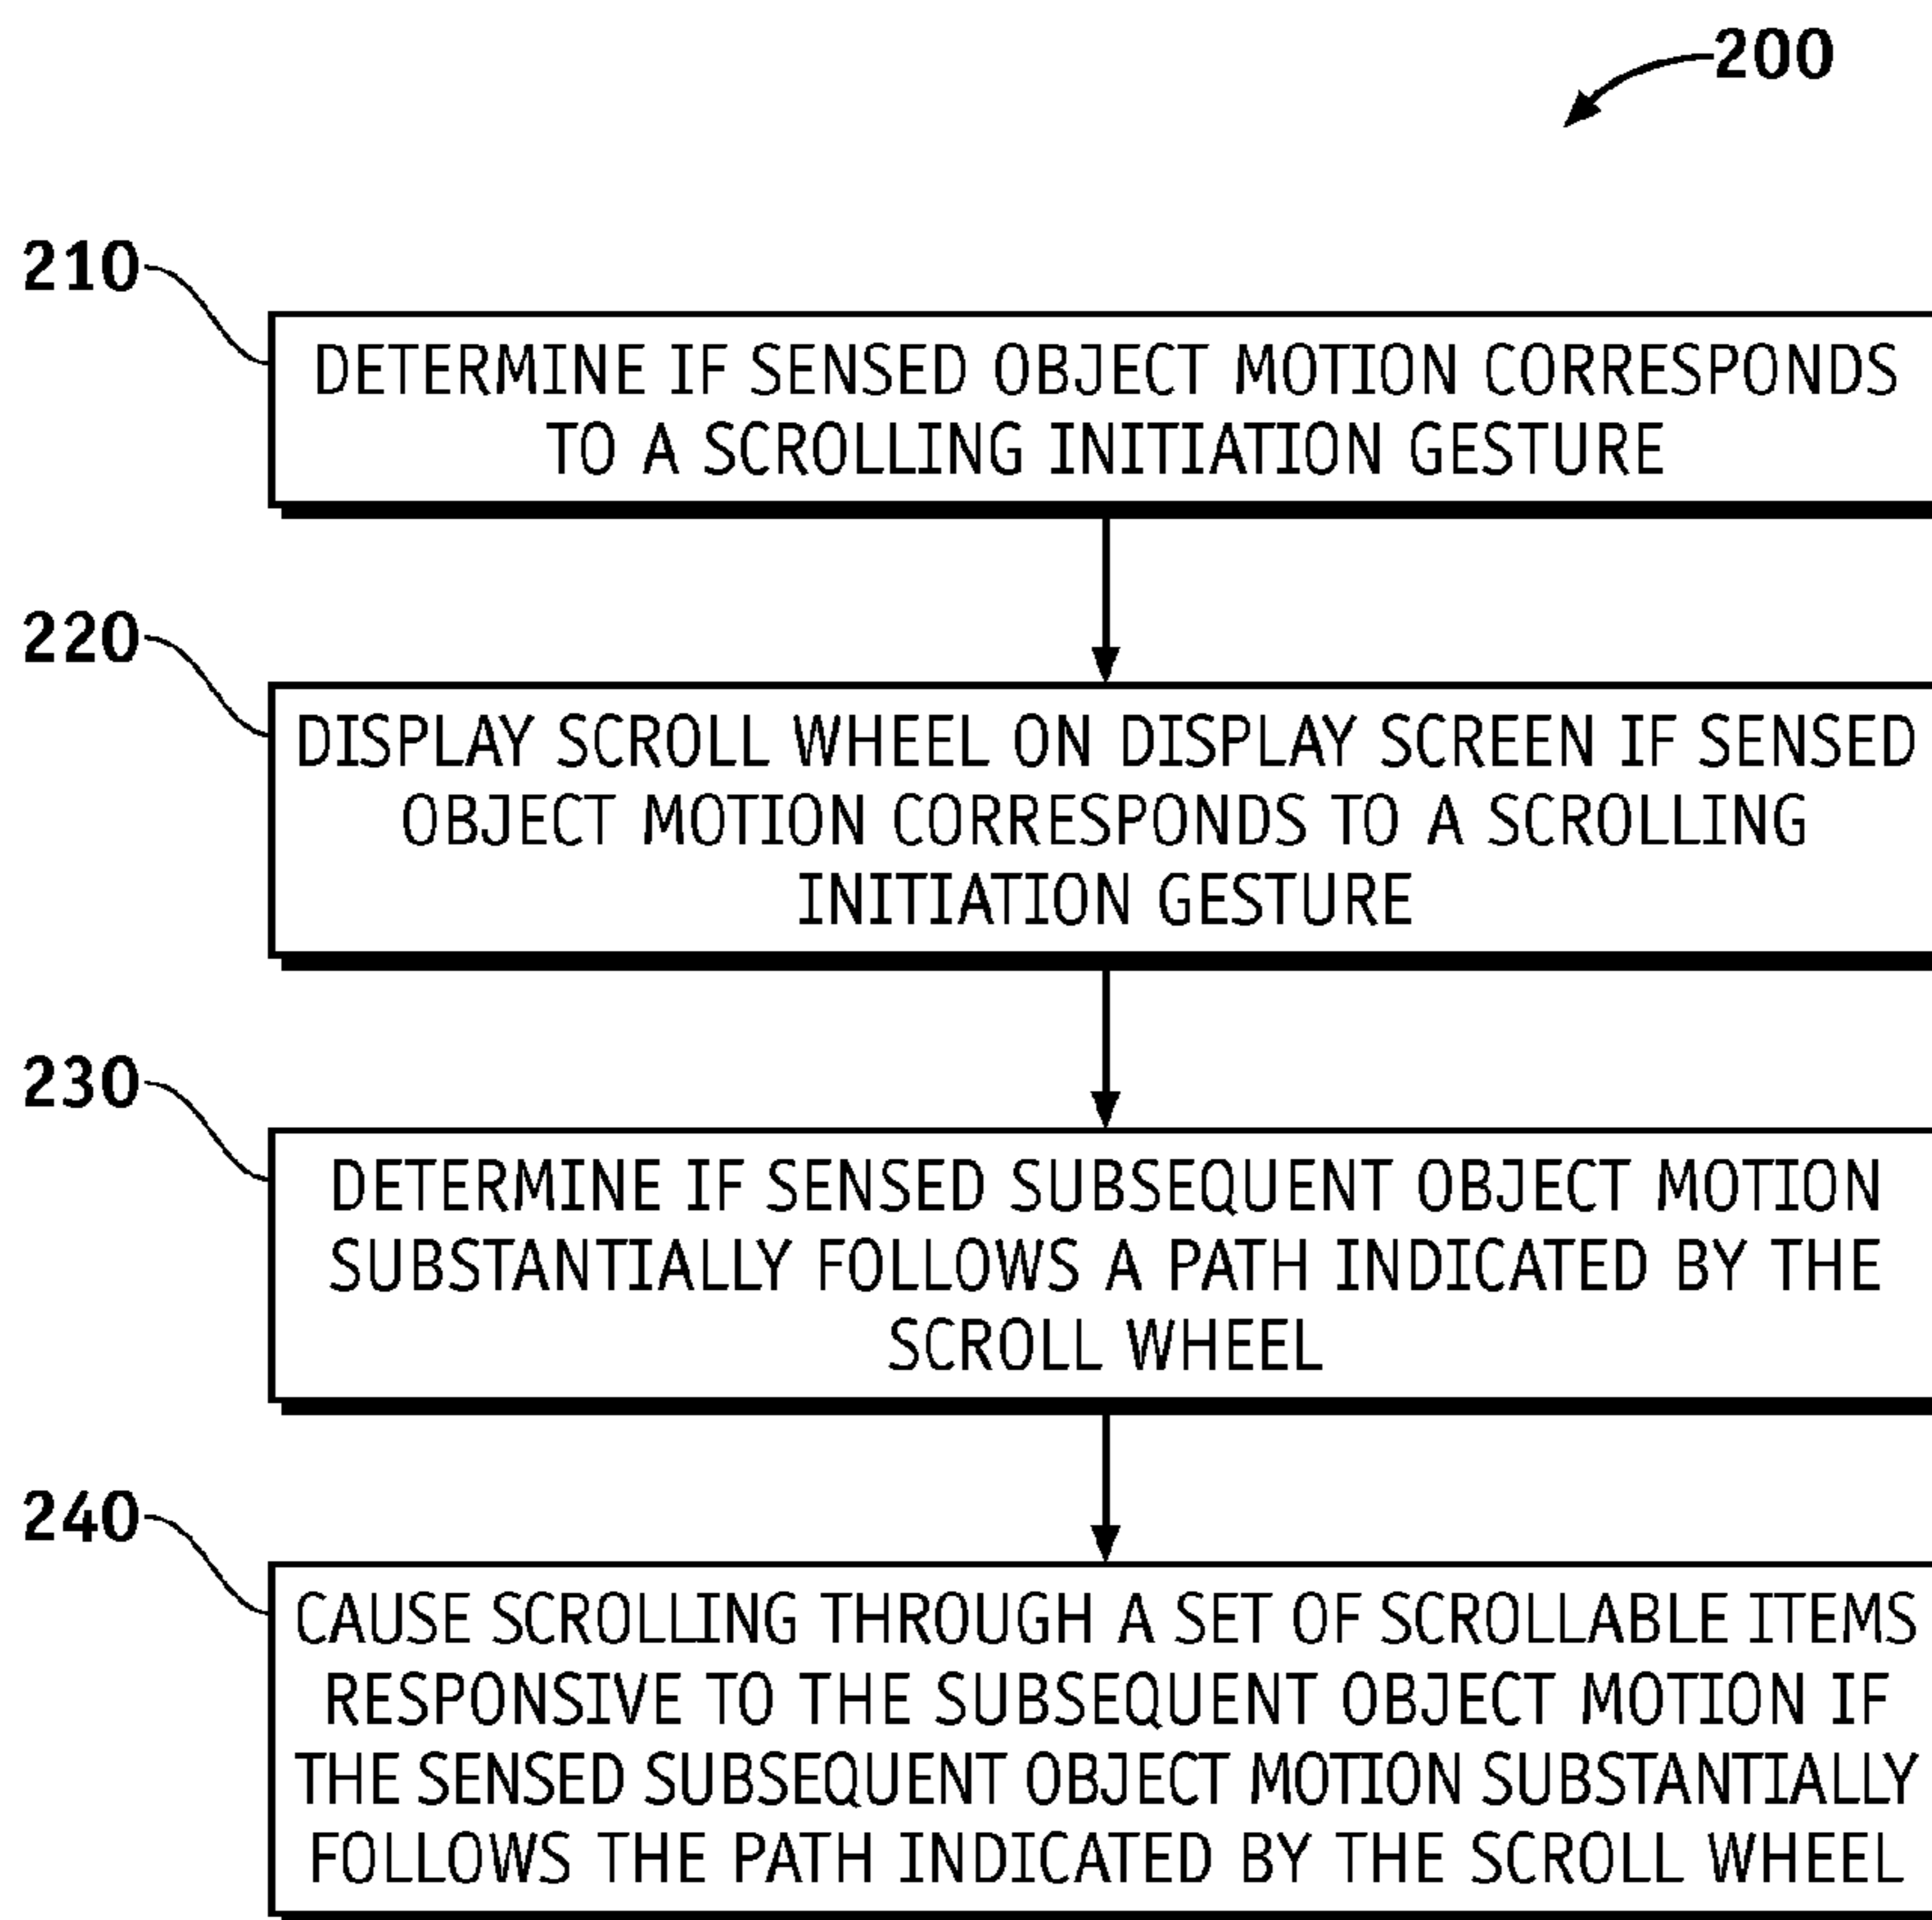 200
210
DETERMINE IF SENSED OBJECT MOTION CORRESPONDS
TO A SCROLLING INITIATION GESTURE
220
DISPLAY SCROLL WHEEL ON DISPLAY SCREEN IF SENSED
OBJECT MOTION CORRESPONDS TO A SCROLLING
INITIATION GESTURE
230
DETERMINE IF SENSED SUBSEQUENT OBJECT MOTION
SUBSTANTIALLY FOLLOWS A PATH INDICATED BY THE
SCROLL WHEEL
240
CAUSE SCROLLING THROUGH A SET OF SCROLLABLE ITEMS
RESPONSIVE TO THE SUBSEQUENT OBJECT MOTION IF
THE SENSED SUBSEQUENT OBJECT MOTION SUBSTANTIALLY
FOLLOWS THE PATH INDICATED BY THE SCROLL WHEEL